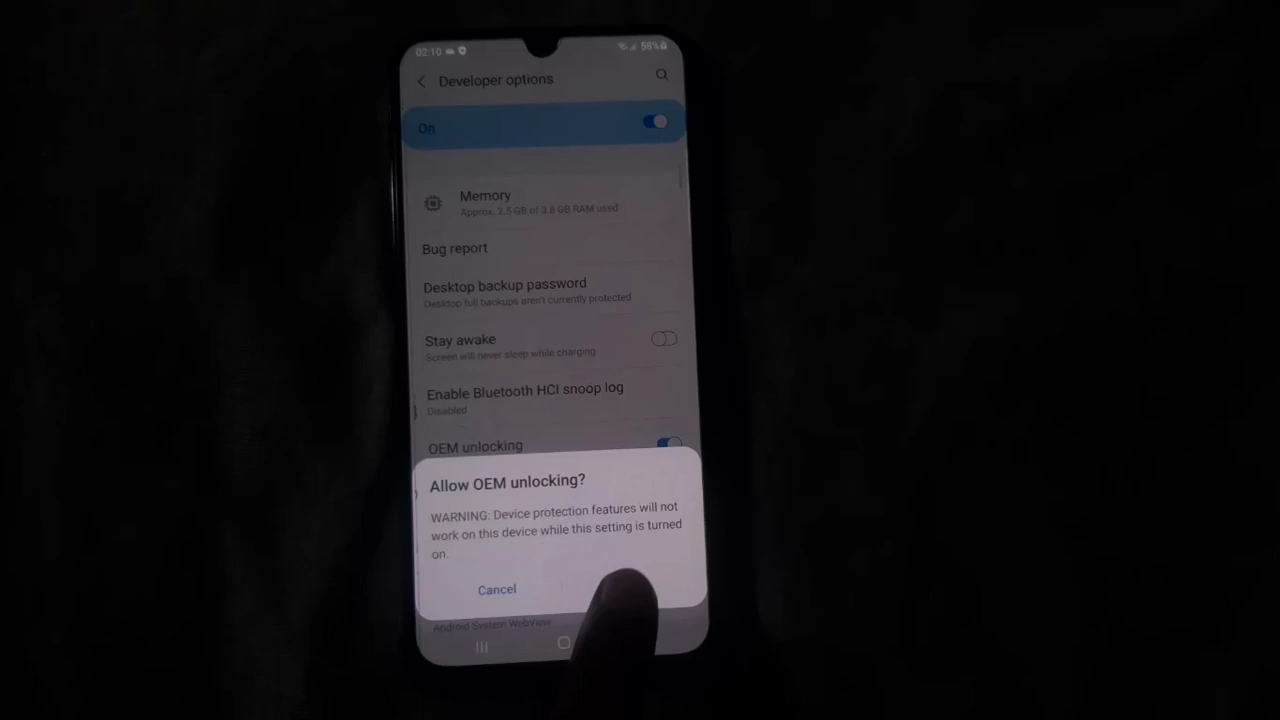 02:10
58%
Developer options
On
Memory
Approx. 2.5 GB of 3.8 GB RAM used
Bug report
Desktop backup password
Desktop full backups aren't currently protected
Stay awake
Screen will never sleep while charging
Enable Bluetooth HCI snoop log
Disabled
OEM unlocking
Allow OEM unlocking?
WARNING: Device protection features will not
work on this device while this setting is turned
on.
Cancel
Android System WebView